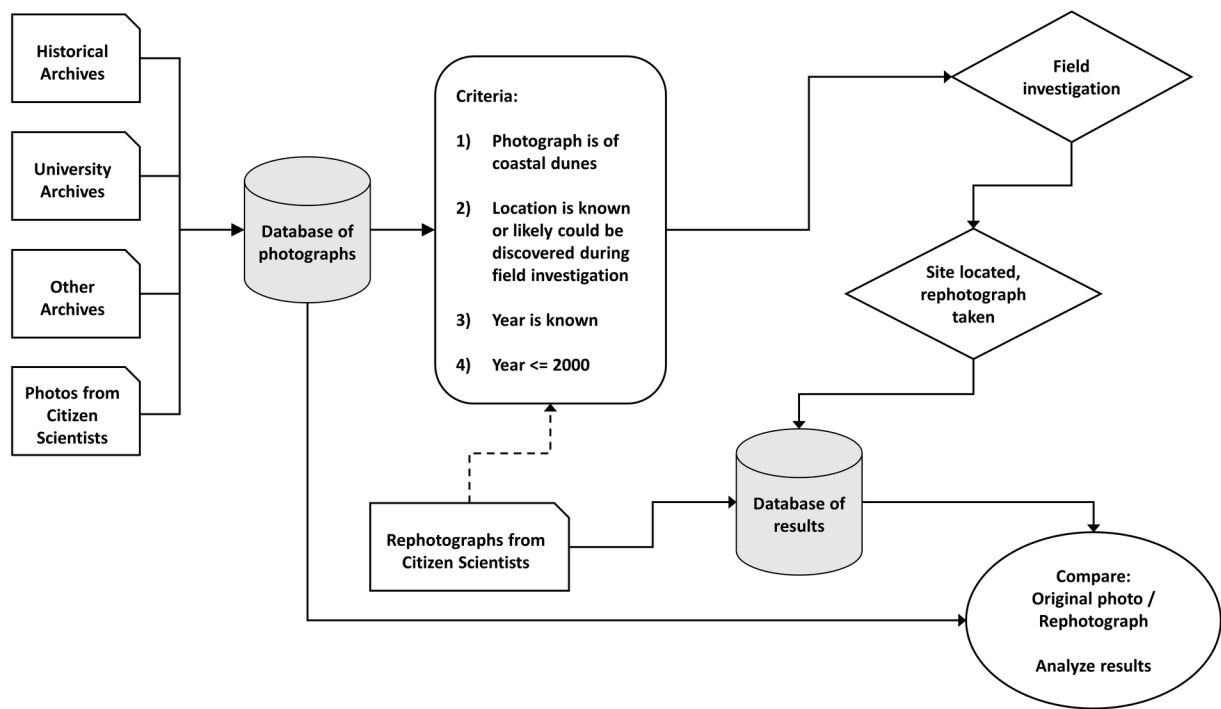 Historical
Archives
University
Archives
Other
Archives
Photos from
Citizen
Scientists
Database of
photographs
Criteria:
1) Photograph is of
coastal dunes
2) Location is known
or likely could be
discovered during
field investigation
3) Year is known
4) Year <= 2000
Field
investigation
Site located,
rephotograph
taken
Rephotographs from
Citizen Scientists
Database of
results
Compare:
Original photo /
Rephotograph
Analyze results